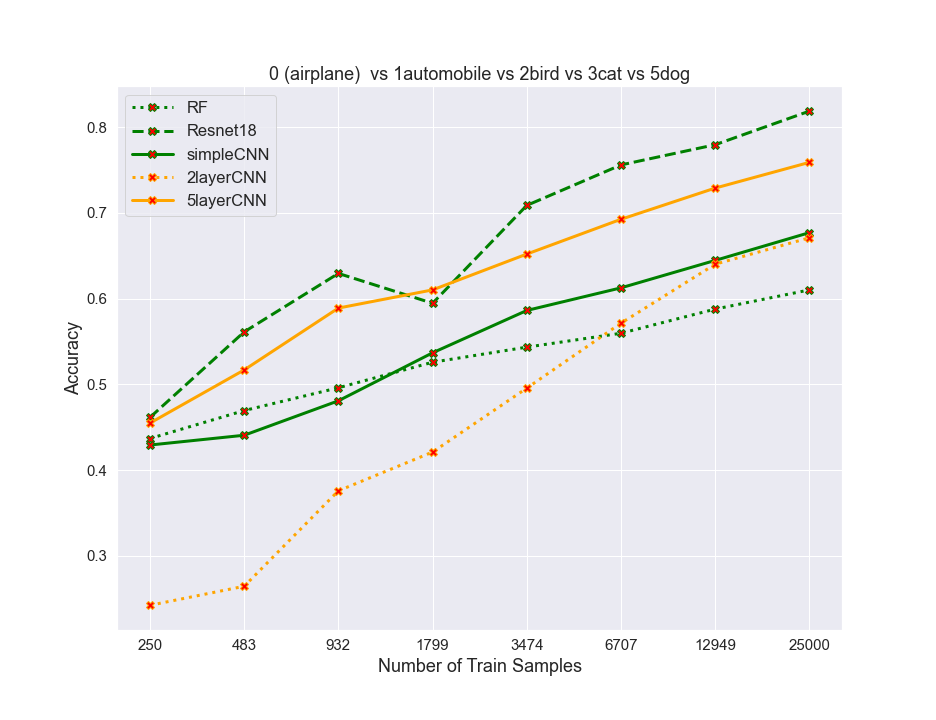 0 (airplane)  vs 1automobile vs 2bird vs 3cat vs 5dog
RF
Resnet18
simpleCNN
2layerCNN
5layerCNN
Accuracy
0.8
0.7
0.6
0.5
0.4
0.3
250 483 932 1799 3474 6707 12949 25000
Number of Train Samples